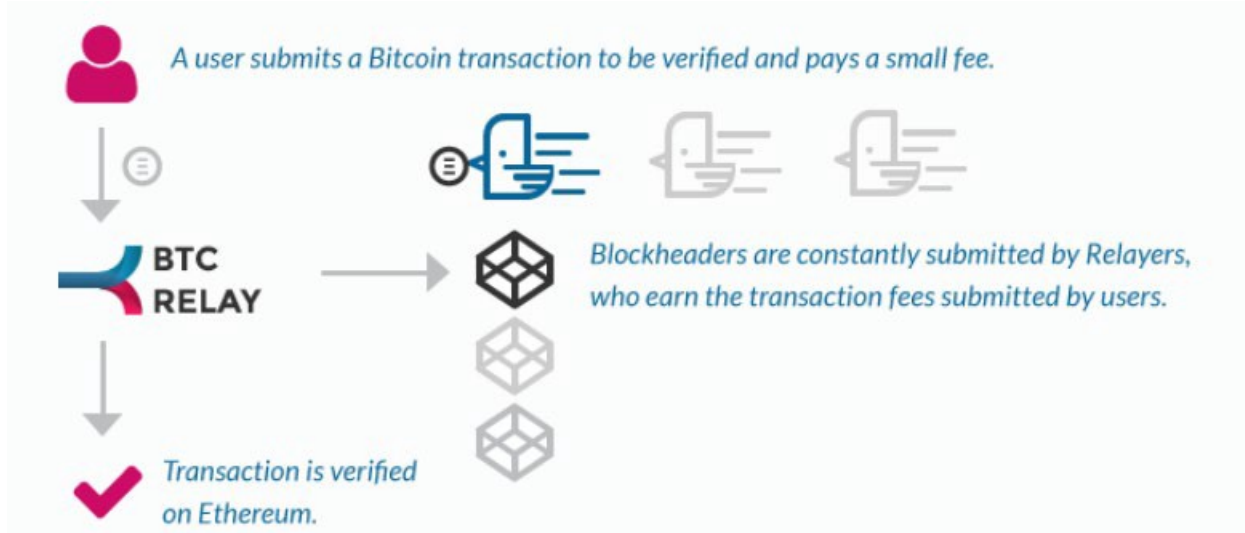 A user submits a Bitcoin transaction to be verified and pays a small fee.
BTC
RELAY
Blockheaders are constantly submitted by Relayers,
who earn the transaction fees submitted by users.
Transaction is verified
on Ethereum.